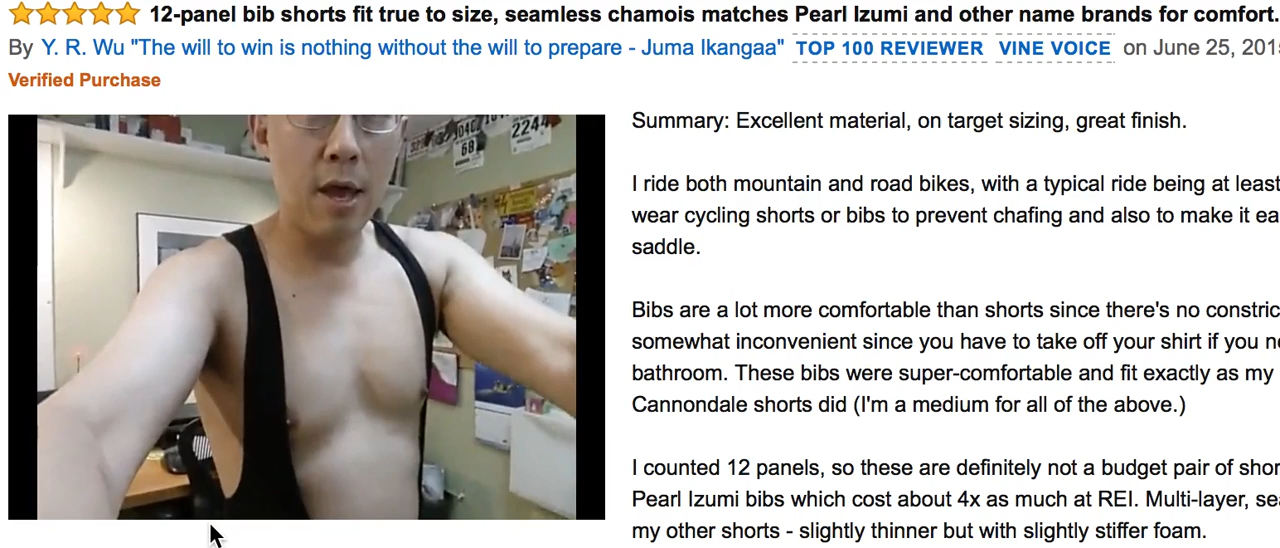 12-panel bib shorts fit true to size, seamless chamois matches Pearl Izumi and other name brands for comfort.
By Y. R. Wu "The will to win is nothing without the will to prepare - Juma Ikangaa" TOP 100 REVIEWER VINE VOICE on June 25, 201
Verified Purchase
2244
68
Summary: Excellent material, on target sizing, great finish.
I ride both mountain and road bikes, with a typical ride being at least
wear cycling shorts or bibs to prevent chafing and also to make it ea
saddle.
Bibs are a lot more comfortable than shorts since there's no constric
somewhat inconvenient since you have to take off your shirt if you n
bathroom. These bibs were super-comfortable and fit exactly as my
Cannondale shorts did (I'm a medium for all of the above.)
I counted 12 panels, so these are definitely not a budget pair of shor
Pearl Izumi bibs which cost about 4x as much at REI. Multi-layer, sea
my other shorts - slightly thinner but with slightly stiffer foam.